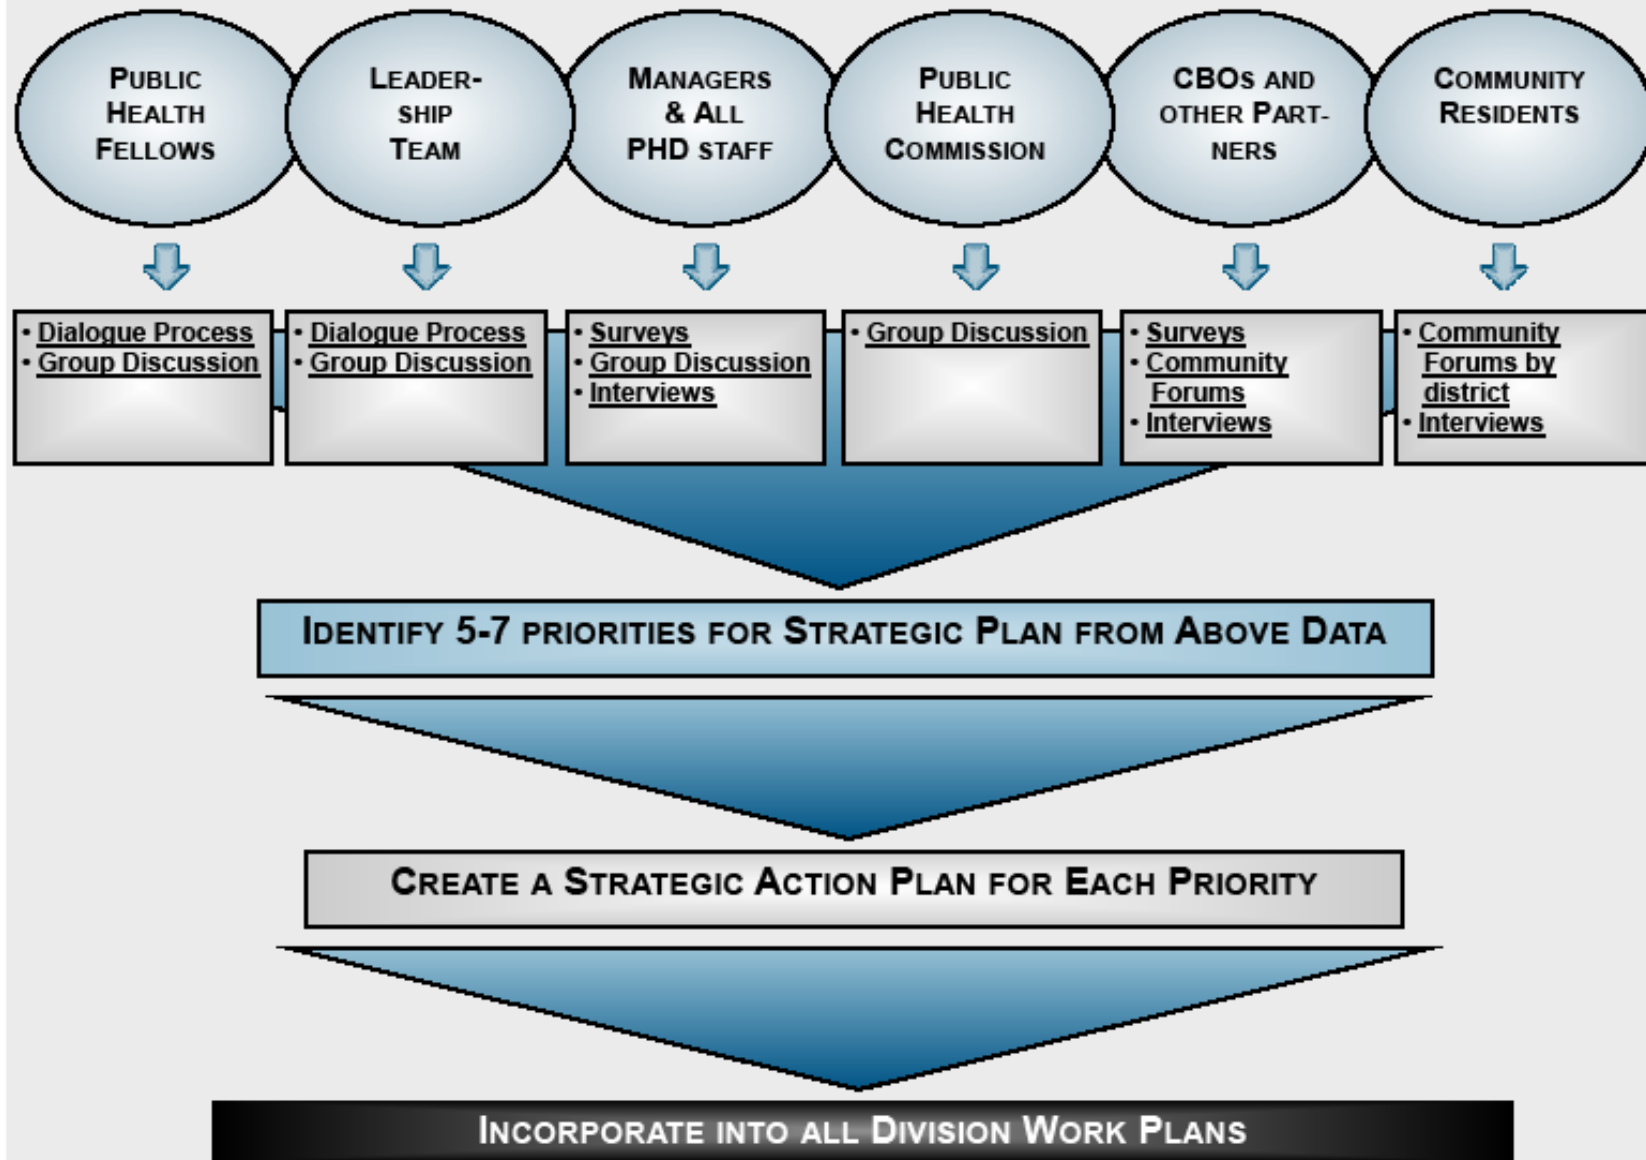 PUBLIC
HEALTH
FELLOWS
LEADER-
SHIP
TEAM
MANAGERS
& ALL
PHD STAFF
PUBLIC
HEALTH
COMMISSION
CBOS AND
OTHER PART-
NERS
COMMUNITY
RESIDENTS
• Dialogue Process
• Group Discussion
• Dialogue Process
• Group Discussion
• Surveys
• Group Discussion
• Interviews
• Group Discussion
• Surveys
• Community
Forums
• Interviews
• Community
Forums by
district
• Interviews
IDENTIFY 5-7 PRIORITIES FOR STRATEGIC PLAN FROM ABOVE DATA
CREATE A STRATEGIC ACTION PLAN FOR EACH PRIORITY
INCORPORATE INTO ALL DIVISION WORK PLANS